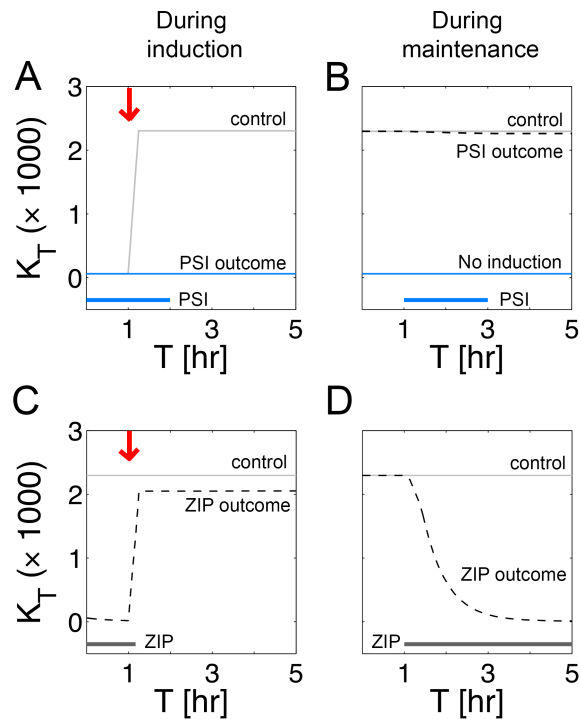 During
induction
During
maintenance
A
B
3
2
1
0
K_T (× 1000)
control
PSI outcome
PSI
1
3
5
T [hr]
control
PSI outcome
No induction
PSI
1
3
5
T [hr]
C
D
3
2
1
0
K_T (× 1000)
control
ZIP outcome
ZIP
1
3
5
T [hr]
control
ZIP outcome
ZIP
1
3
5
T [hr]